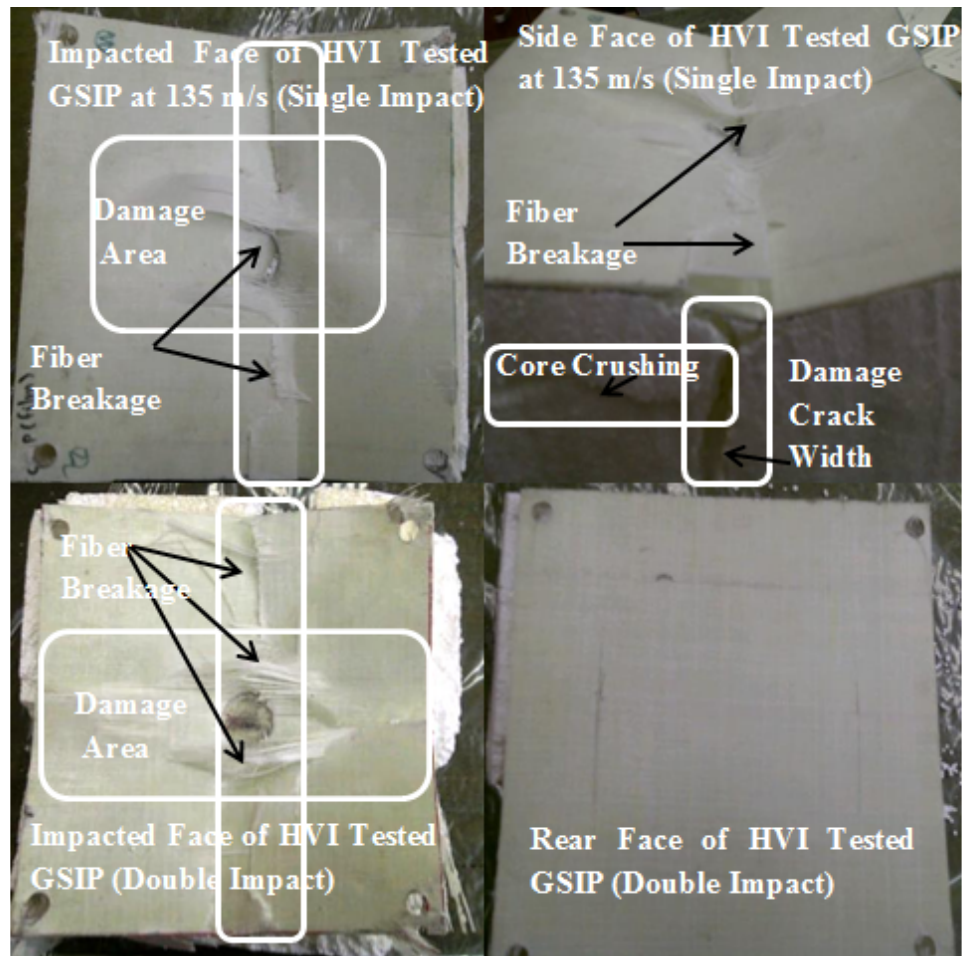 Impacted Face of HVI Tested
GSIP at 135 m/s (Single Impact)
Damage
Area
Fiber
Breakage
Side Face of HVI Tested GSIP
at 135 m/s (Single Impact)
Fiber
Breakage
Core Crushing
Damage
Crack
Width
Fiber
Breakage
Damage
Area
Impacted Face of HVI Tested
GSIP (Double Impact)
Rear Face of HVI Tested
GSIP (Double Impact)